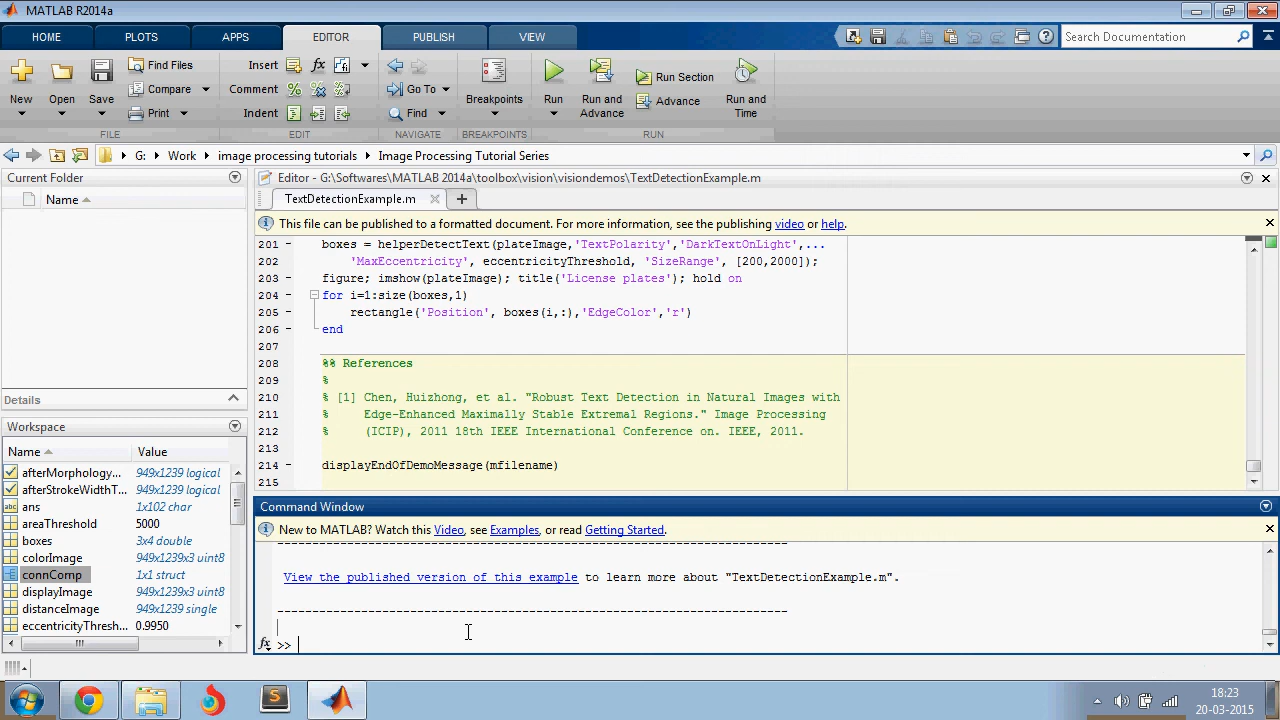 MATLAB R2014a
HOME PLOTS APPS EDITOR PUBLISH VIEW Search Documentation
New Open Save Find Files Compare Print
Insert Comment Indent
Go To Find
Breakpoints
Run Run and Advance Run Section Advance Run and Time
FILE EDIT NAVIGATE BREAKPOINTS RUN
G: Work image processing tutorials Image Processing Tutorial Series
Current Folder
Name
Details
Workspace
Name Value
afterMorphology... 949x1239 logical
afterStrokeWidthT... 949x1239 logical
ans 1x102 char
areaThreshold 5000
boxes 3x4 double
colorImage 949x1239x3 uint8
connComp 1x1 struct
displayImage 949x1239x3 uint8
distanceImage 949x1239 single
eccentricityThresh... 0.9950
Editor - G:\Softwares\MATLAB 2014a\toolbox\vision\visiondemos\TextDetectionExample.m
TextDetectionExample.m
This file can be published to a formatted document. For more information, see the publishing video or help.
201 - boxes = helperDetectText(plateImage,'TextPolarity','DarkTextOnLight',...
202 'MaxEccentricity', eccentricityThreshold, 'SizeRange', [200,2000]);
203 - figure; imshow(plateImage); title('License plates'); hold on
204 - for i=1:size(boxes,1)
205 - rectangle('Position', boxes(i,:),'EdgeColor','r')
206 - end
207
208 %% References
209 %
210 % [1] Chen, Huizhong, et al. "Robust Text Detection in Natural Images with
211 % Edge-Enhanced Maximally Stable Extremal Regions." Image Processing
212 % (ICIP), 2011 18th IEEE International Conference on. IEEE, 2011.
213
214 - displayEndOfDemoMessage(mfilename)
215
Command Window
New to MATLAB? Watch this Video, see Examples, or read Getting Started.
View the published version of this example to learn more about "TextDetectionExample.m".
fx >>
18:23
20-03-2015